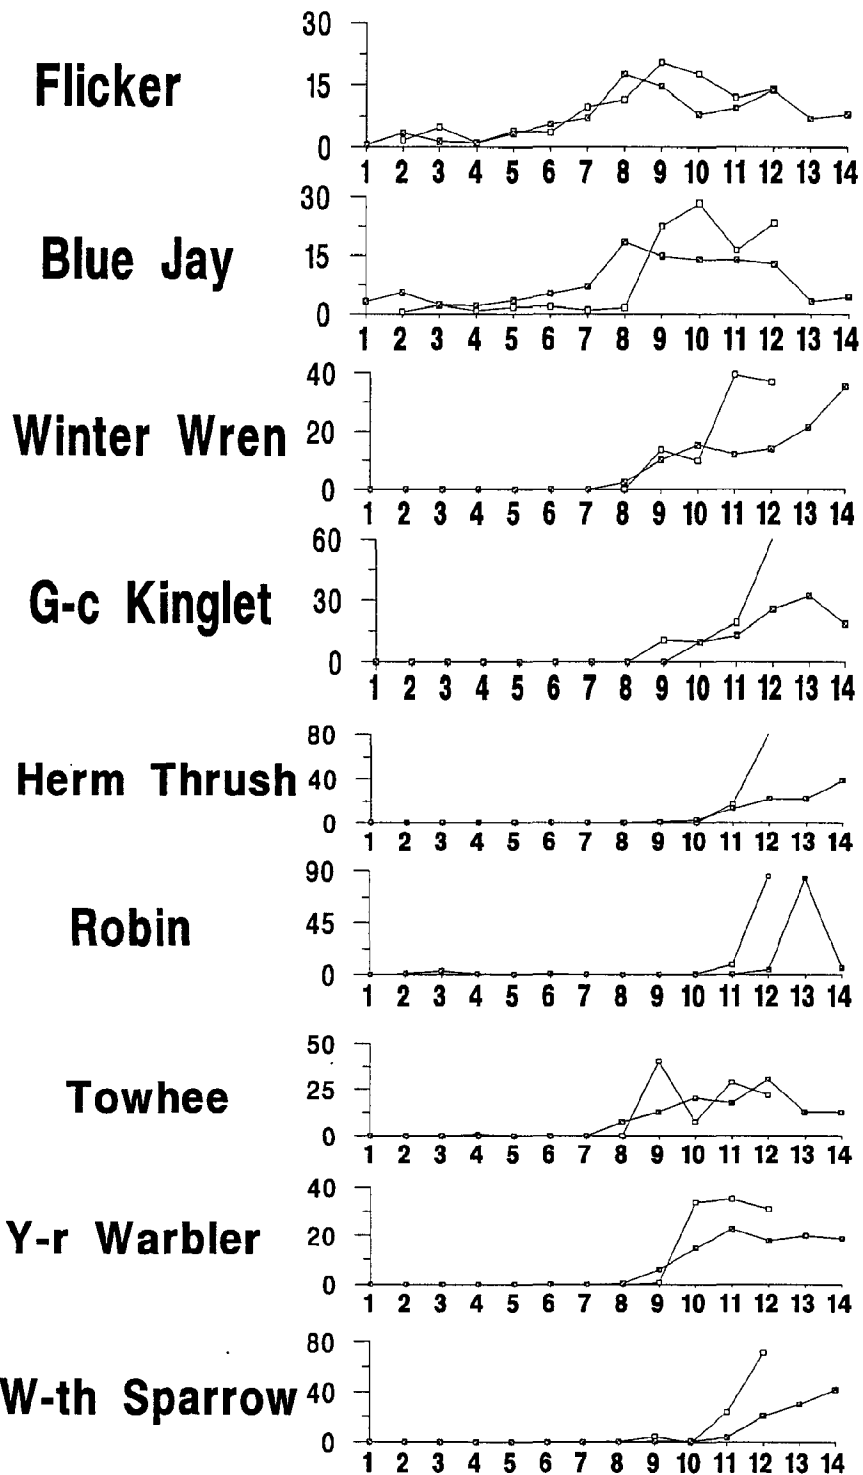 30
Flicker 15
0
1 2 3 4 5 6 7 8 9 10 11 12 13 14
30
Blue Jay 15
0
1 2 3 4 5 6 7 8 9 10 11 12 13 14
40
Winter Wren 20
0
1 2 3 4 5 6 7 8 9 10 11 12 13 14
60
G-c Kinglet 30
0
1 2 3 4 5 6 7 8 9 10 11 12 13 14
80
Herm Thrush 40
0
1 2 3 4 5 6 7 8 9 10 11 12 13 14
90
Robin 45
0
1 2 3 4 5 6 7 8 9 10 11 12 13 14
50
Towhee 25
0
1 2 3 4 5 6 7 8 9 10 11 12 13 14
40
Y-r Warbler 20
0
1 2 3 4 5 6 7 8 9 10 11 12 13 14
80
W-th Sparrow 40
0
1 2 3 4 5 6 7 8 9 10 11 12 13 14